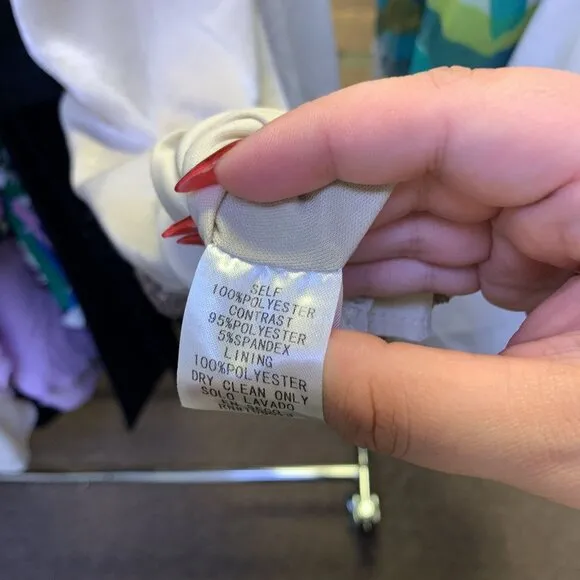 SELF
100%POLYESTER
CONTRAST
95%POLYESTER
5%SPANDEX
LINING
100%POLYESTER
DRY CLEAN ONLY
SOLO LAVADO